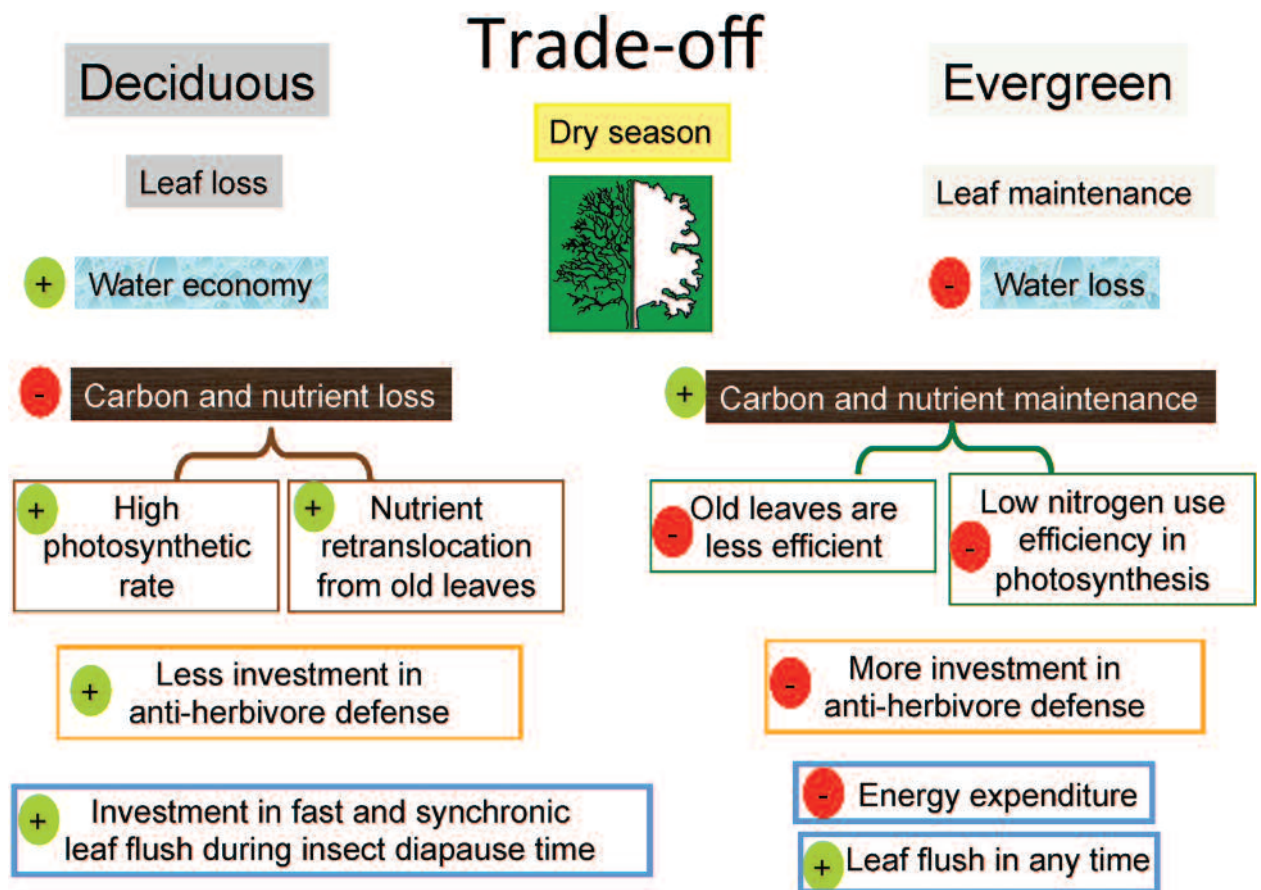 Trade-off
Deciduous
Evergreen
Dry season
Leaf loss
Leaf maintenance
+ Water economy
- Water loss
- Carbon and nutrient loss
+ Carbon and nutrient maintenance
+ High
photosynthetic
rate
+ Nutrient
retranslocation
from old leaves
- Old leaves are
less efficient
Low nitrogen use
- efficiency in
photosynthesis
+ Less investment in
anti-herbivore defense
- More investment in
anti-herbivore defense
+ Investment in fast and synchronic
leaf flush during insect diapause time
- Energy expenditure
+ Leaf flush in any time